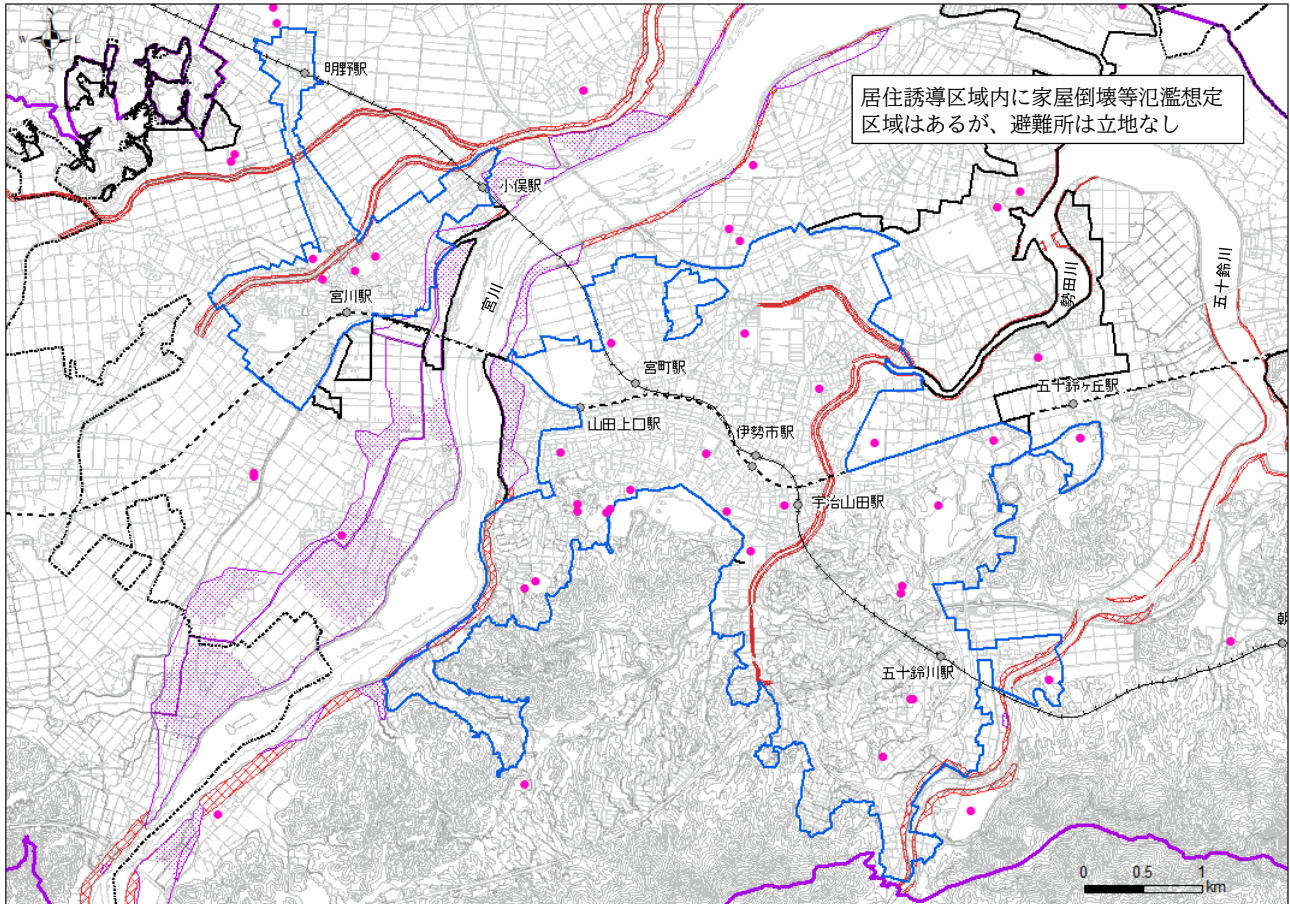 N
W
S
明野駅
居住誘導区域内に家屋倒壊等氾濫想定
区域はあるが、避難所は立地なし
小俣駅
宮川
勢田川
五十鈴川
宮川駅
宮町駅
五十鈴ヶ丘駅
山田上口駅
伊勢市駅
宇治山田駅
朝
五十鈴川駅
0 0.5 1
km